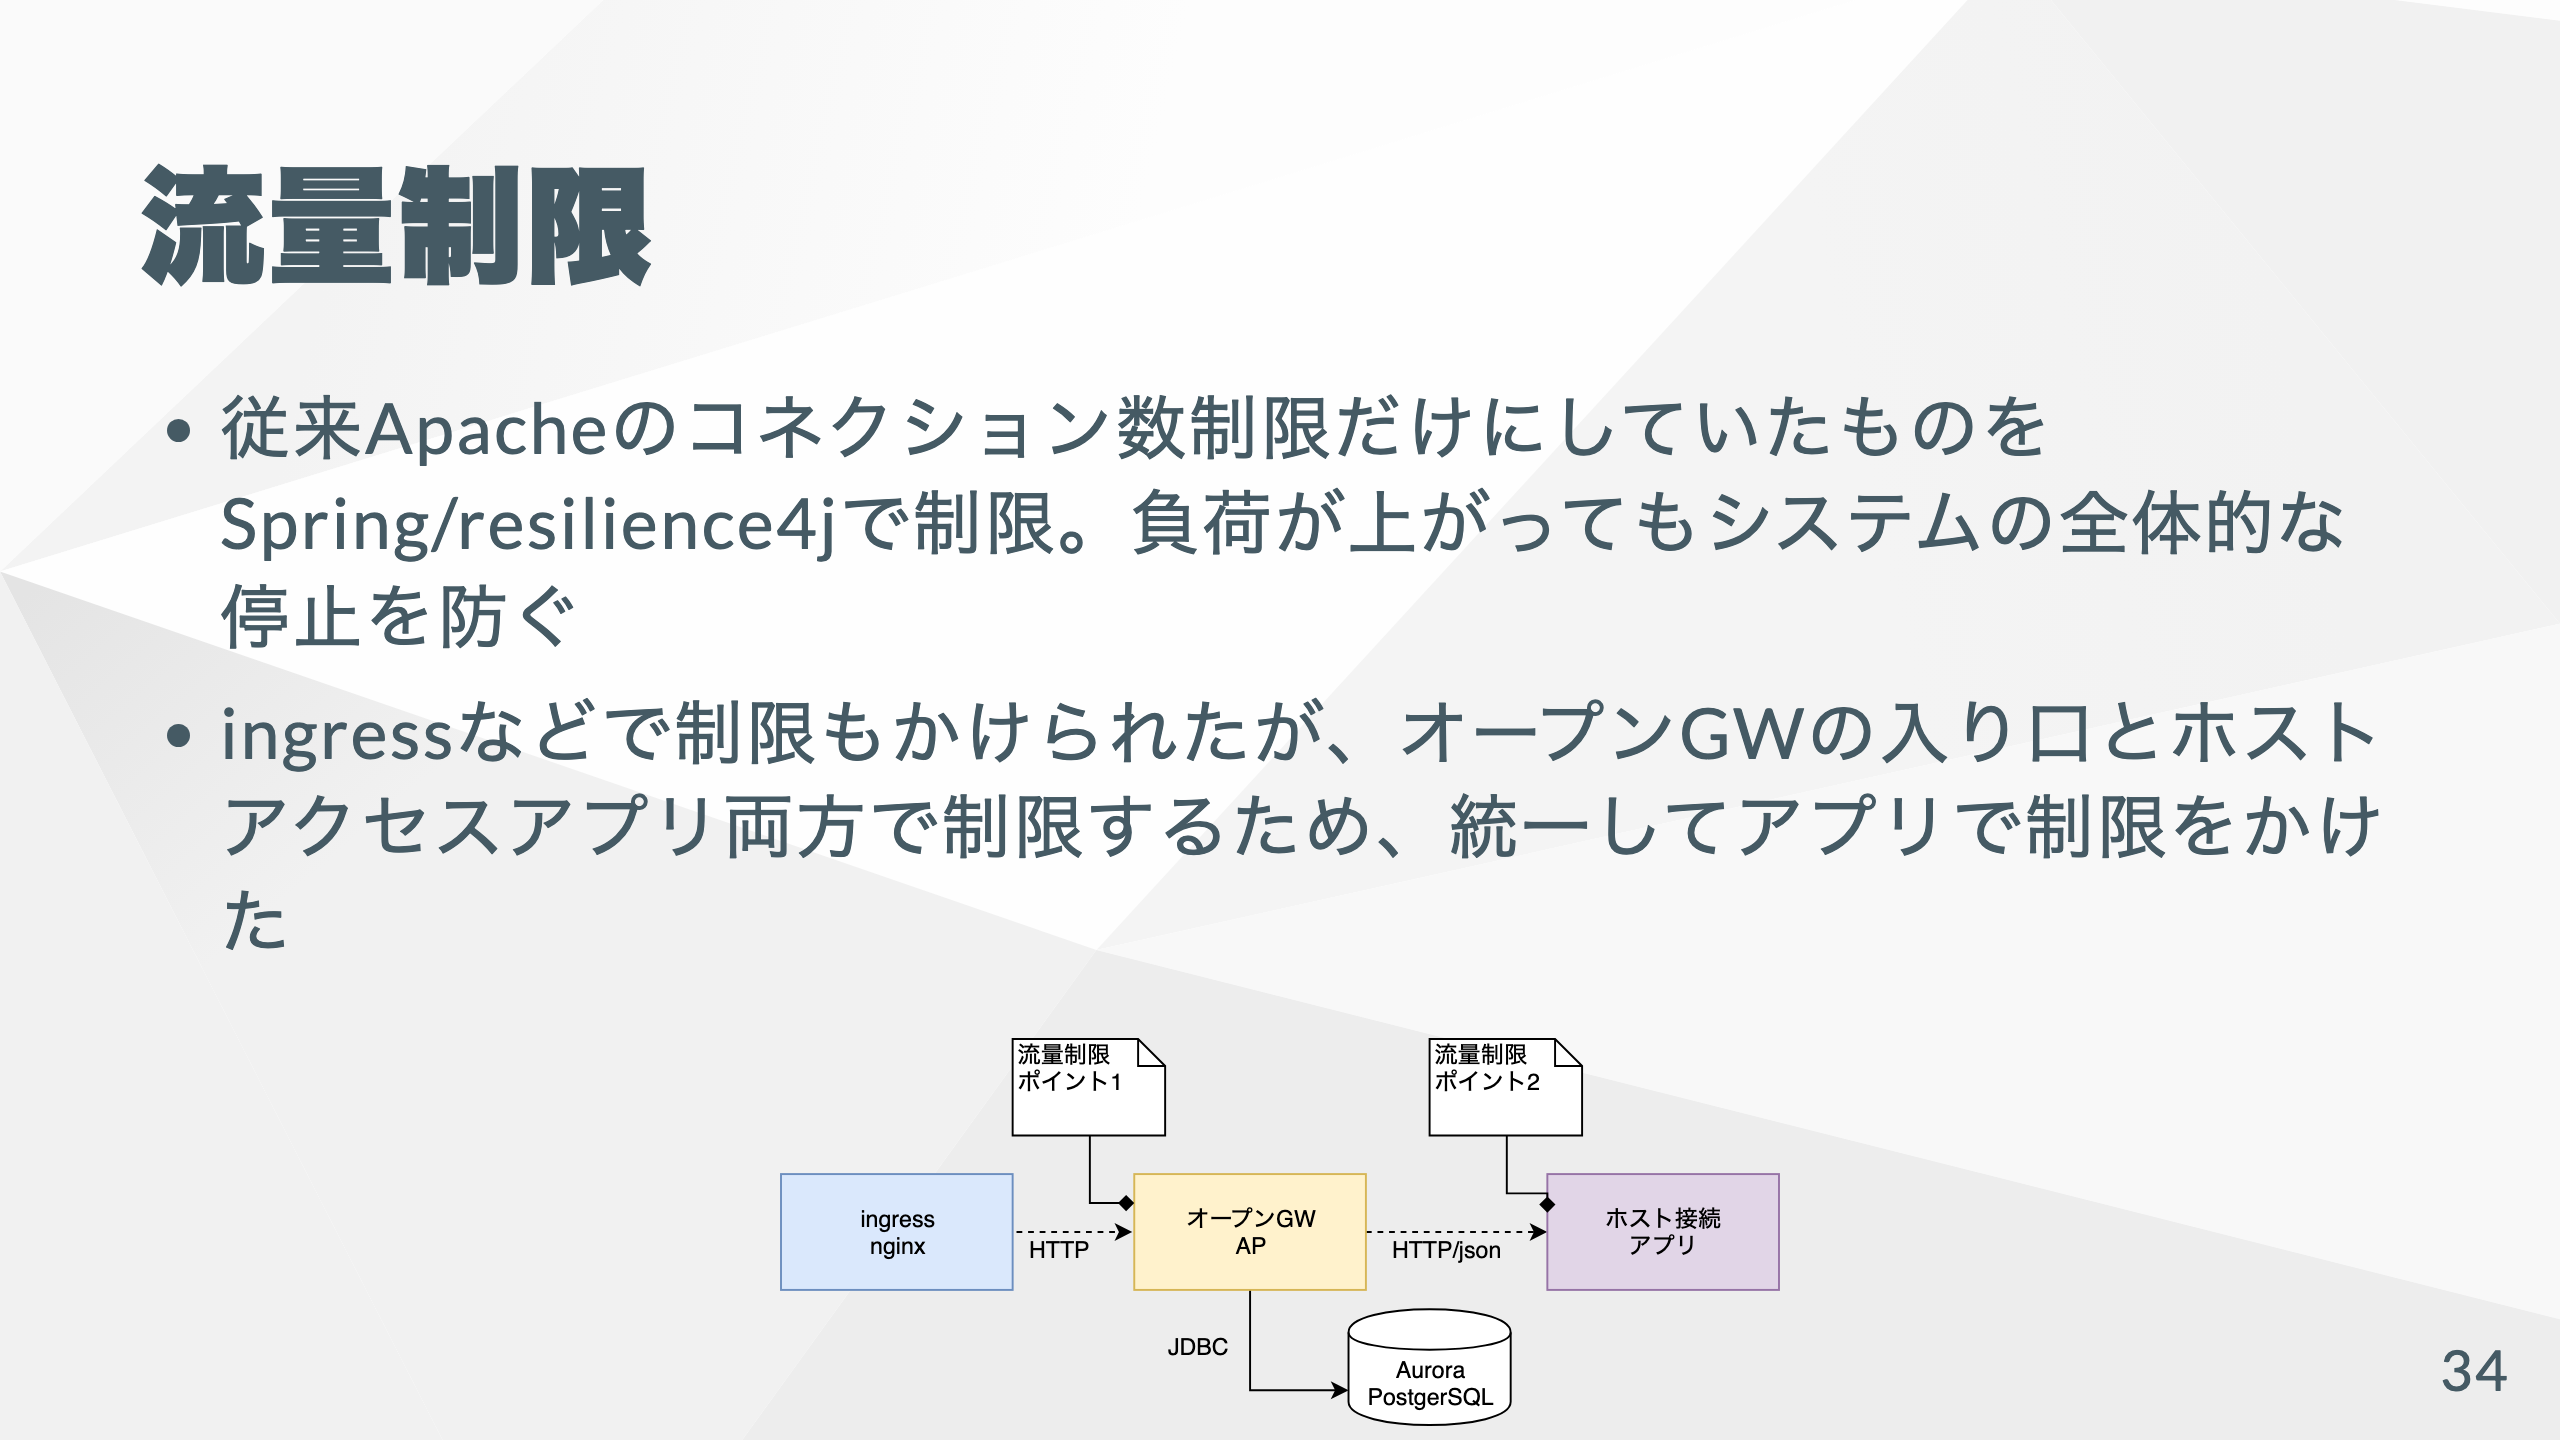 流量制限
• 従来Apacheのコネクション数制限だけにしていたものを
Spring/resilience4jで制限。負荷が上がってもシステムの全体的な
停止を防ぐ
• ingressなどで制限もかけられたが、オープンGWの入り口とホスト
アクセスアプリ両方で制限するため、統一してアプリで制限をかけ
た
流量制限
ポイント1
流量制限
ポイント2
ingress
nginx
HTTP
オープンGW
AP
HTTP/json
ホスト接続
アプリ
JDBC
Aurora
PostgerSQL
34